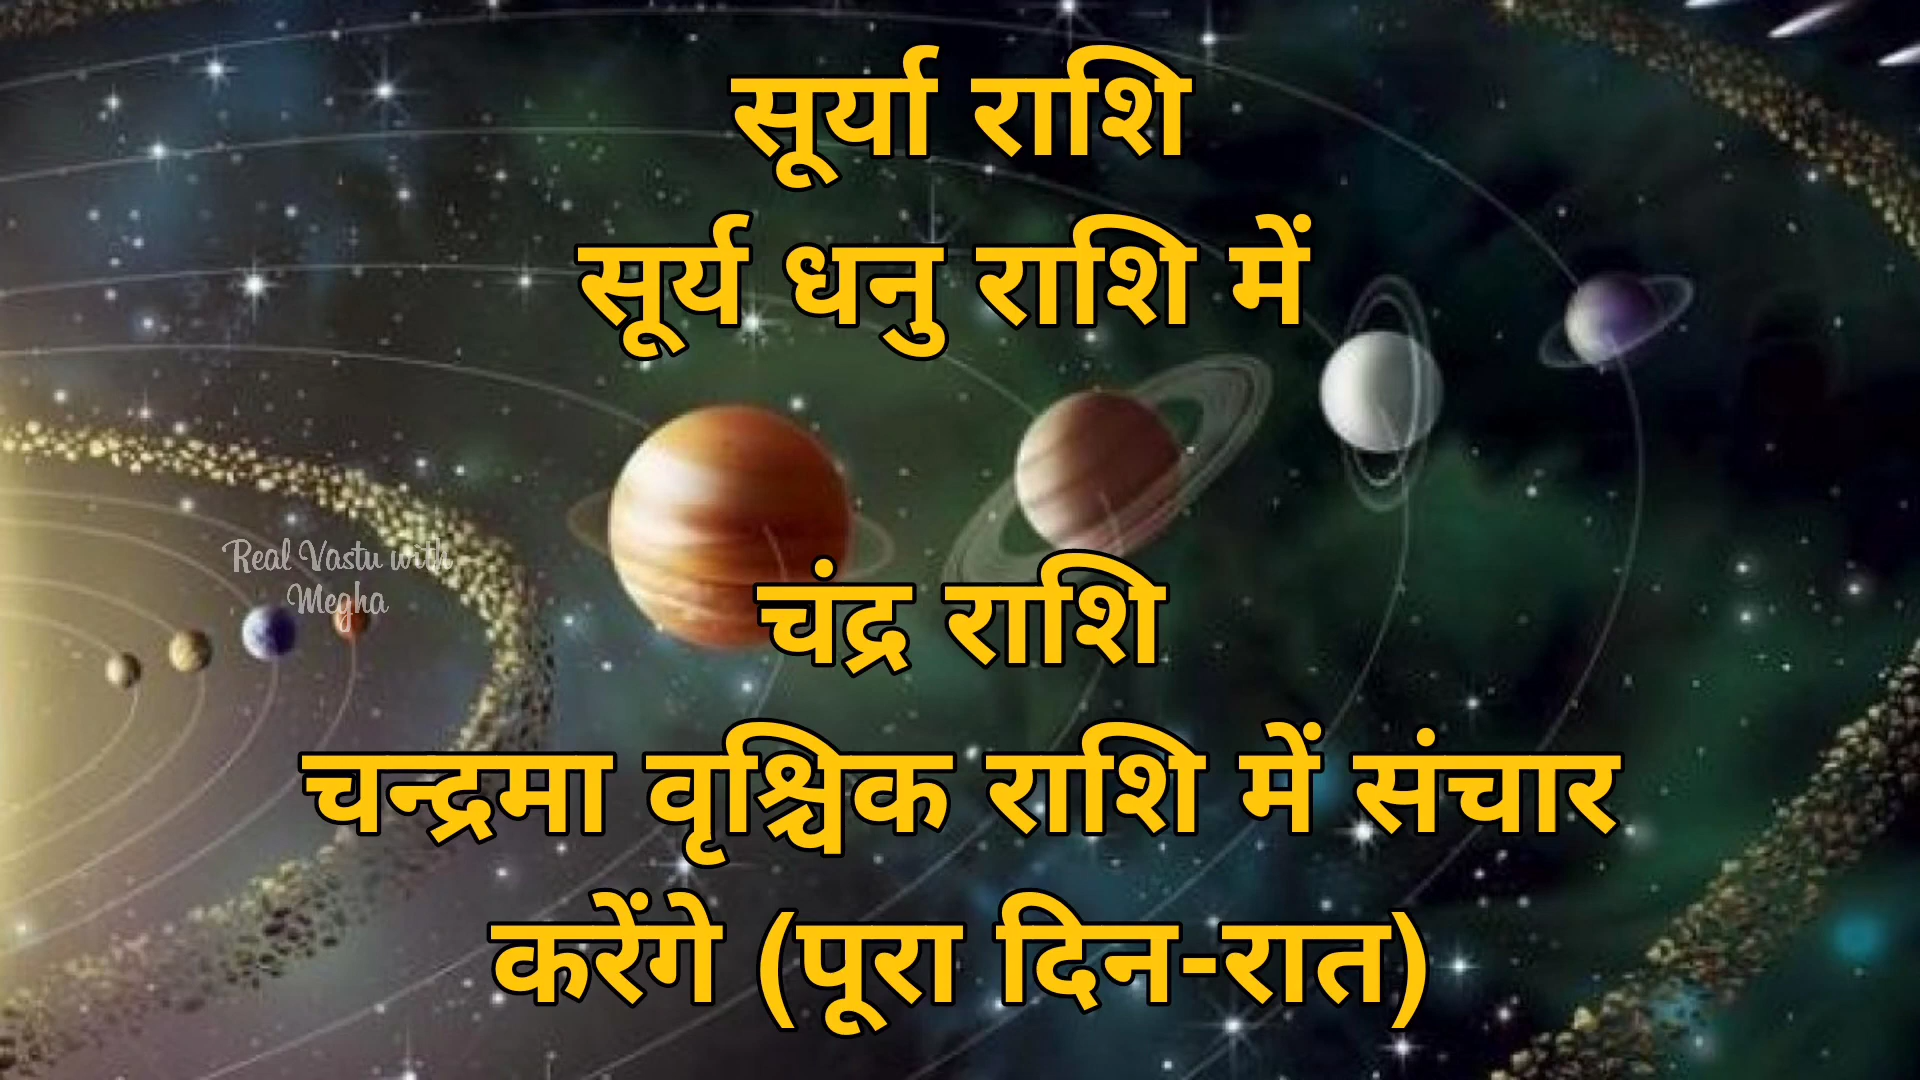 सूर्या राशि
सूर्य धनु राशि में
Real Vastu with
Megha
चंद्र राशि
चन्द्रमा वृश्चिक राशि में संचार
करेंगे (पूरा दिन-रात)